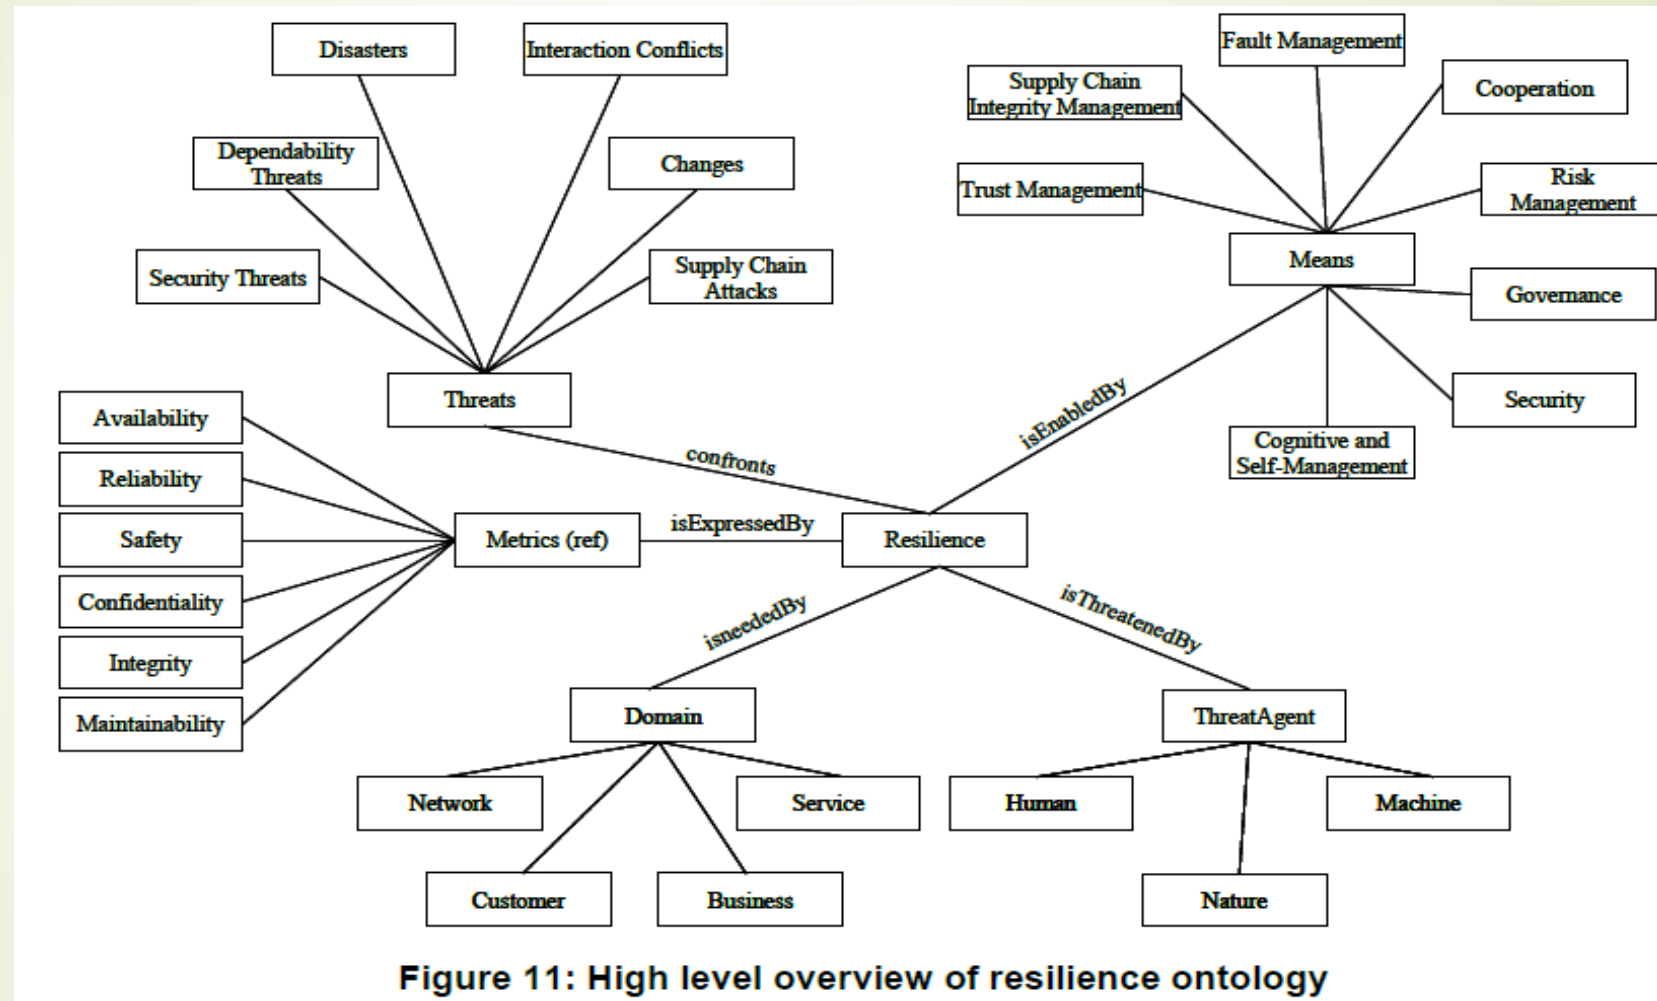 Disasters
Interaction Conflicts
Fault Management
Supply Chain
Integrity Management
Cooperation
Dependability
Threats
Changes
Trust Management
Risk
Management
Security Threats
Supply Chain
Attacks
Means
Governance
Threats
Availability
isEnabledBy
Security
Reliability
confronts
Cognitive and
Self-Management
Safety
Metrics (ref)
isExpressedBy
Resilience
Confidentiality
isneededBy
isThreatenedBy
Integrity
Maintainability
Domain
ThreatAgent
Network
Service
Human
Machine
Customer
Business
Nature
Figure 11: High level overview of resilience ontology